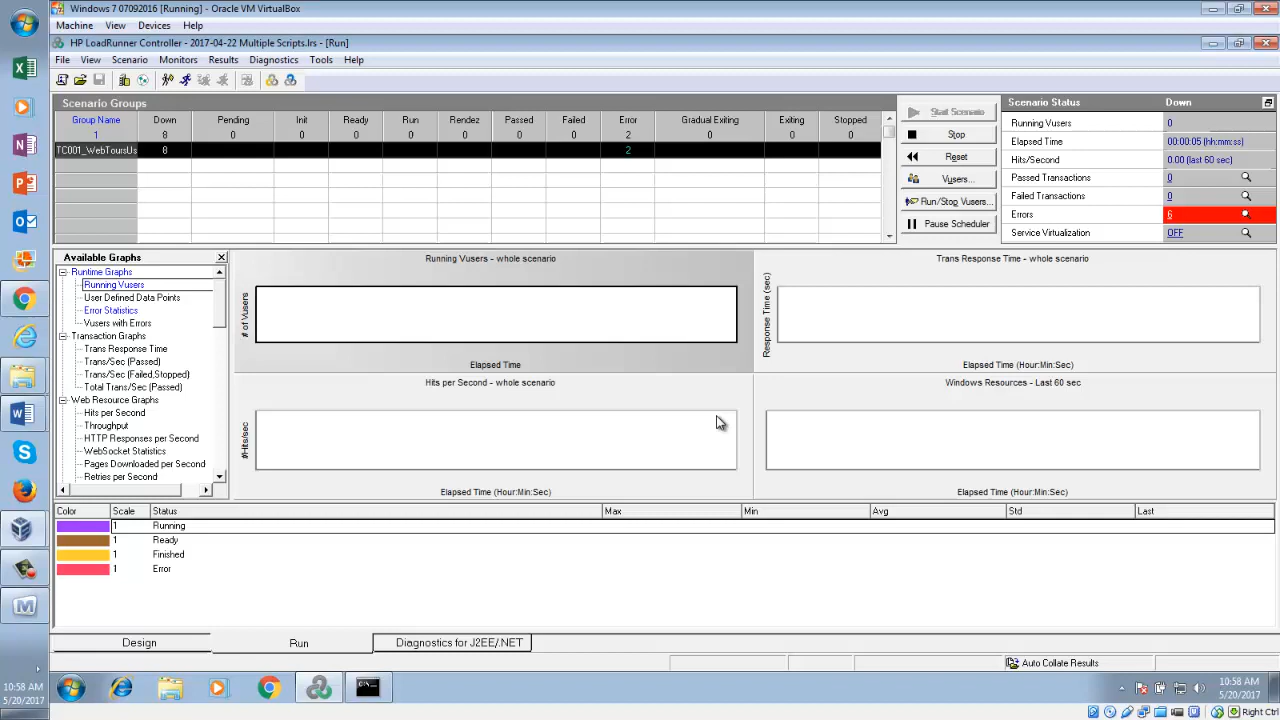 Windows 7 07092016 [Running] - Oracle VM VirtualBox
Machine View Devices Help
HP LoadRunner Controller - 2017-04-22 Multiple Scripts.lrs - [Run]
File View Scenario Monitors Results Diagnostics Tools Help
Scenario Groups
Group Name Down Pending Init Ready Run Rendez Passed Failed Error Gradual Exiting Exiting Stopped
1 8 0 0 0 0 0 0 0 2 0 0 0
TC001_WebToursUs 8 2
Start Scenario
Stop
Reset
Vusers...
Run/Stop Vusers...
Pause Scheduler
Scenario Status Down
Running Vusers 0
Elapsed Time 00:00:05 (hh:mm:ss)
Hits/Second 0.00 (last 60 sec)
Passed Transactions 0
Failed Transactions 0
Errors 6
Service Virtualization OFF
Available Graphs
Runtime Graphs
Running Vusers
User Defined Data Points
Error Statistics
Vusers with Errors
Transaction Graphs
Trans Response Time
Trans/Sec (Passed)
Trans/Sec (Failed,Stopped)
Total Trans/Sec (Passed)
Web Resource Graphs
Hits per Second
Throughput
HTTP Responses per Second
WebSocket Statistics
Pages Downloaded per Second
Retries per Second
Running Vusers - whole scenario
# of Vusers
Elapsed Time
Trans Response Time - whole scenario
Response Time (sec)
Elapsed Time (Hour:Min:Sec)
Hits per Second - whole scenario
#Hits/sec
Elapsed Time (Hour:Min:Sec)
Windows Resources - Last 60 sec
Elapsed Time (Hour:Min:Sec)
Color Scale Status Max Min Avg Std Last
1 Running
1 Ready
1 Finished
1 Error
Design Run Diagnostics for J2EE/.NET
Auto Collate Results
10:58 AM
5/20/2017
10:58 AM
5/20/2017
Right Ctrl